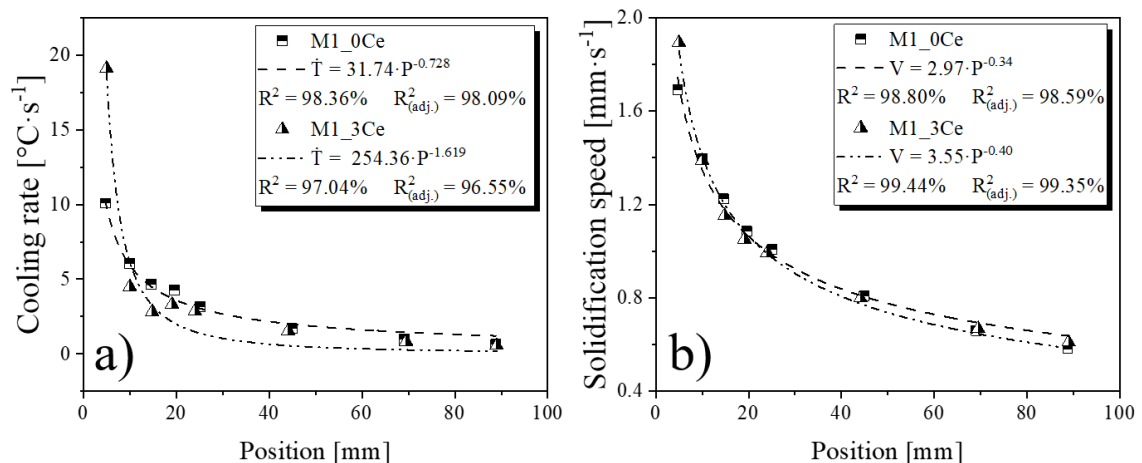 a)
Cooling rate [°C·s⁻¹]
20
15
10
5
0
0 20 40 60 80 100
Position [mm]
M1_0Ce
Ṫ = 31.74·P^-0.728
R² = 98.36% R²(adj.) = 98.09%
M1_3Ce
Ṫ = 254.36·P^-1.619
R² = 97.04% R²(adj.) = 96.55%
b)
Solidification speed [mm·s⁻¹]
2.0
1.6
1.2
0.8
0.4
0 20 40 60 80 100
Position [mm]
M1_0Ce
V = 2.97·P^-0.34
R² = 98.80% R²(adj.) = 98.59%
M1_3Ce
V = 3.55·P^-0.40
R² = 99.44% R²(adj.) = 99.35%